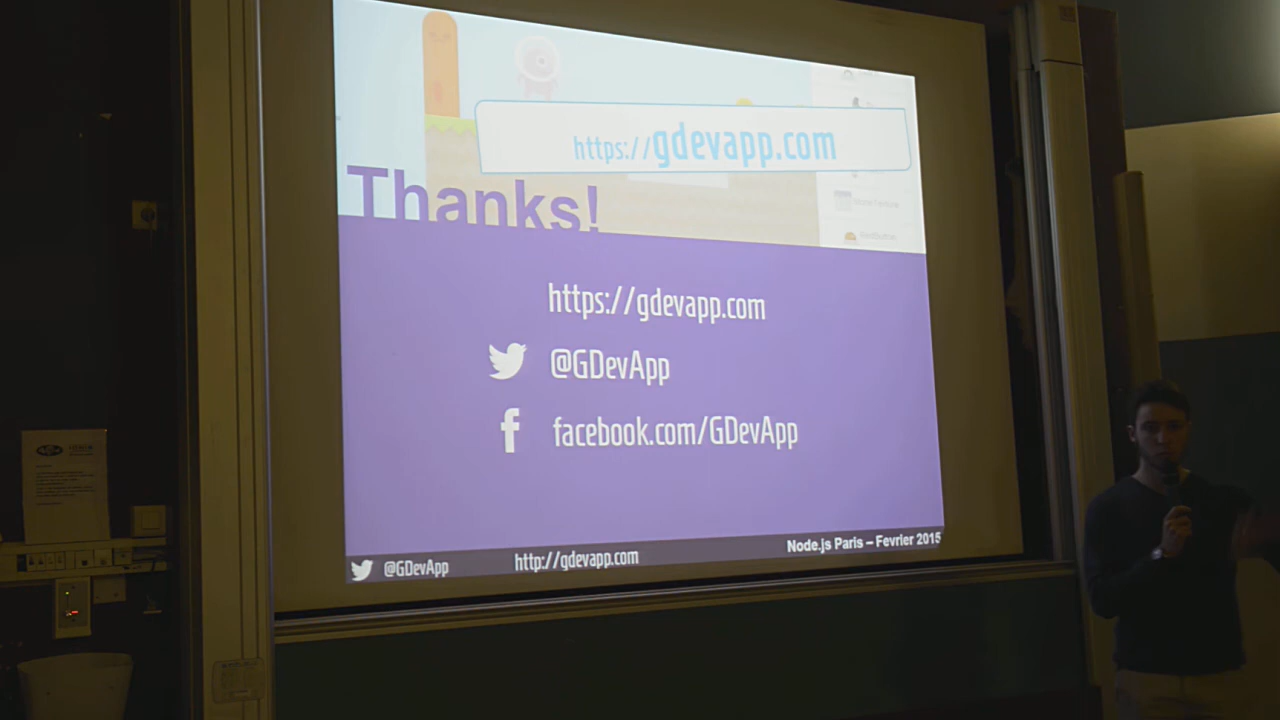 https://gdevapp.com
Thanks!
https://gdevapp.com
@GDevApp
facebook.com/GDevApp
@GDevApp
http://gdevapp.com
Node.js Paris – Fevrier 2015